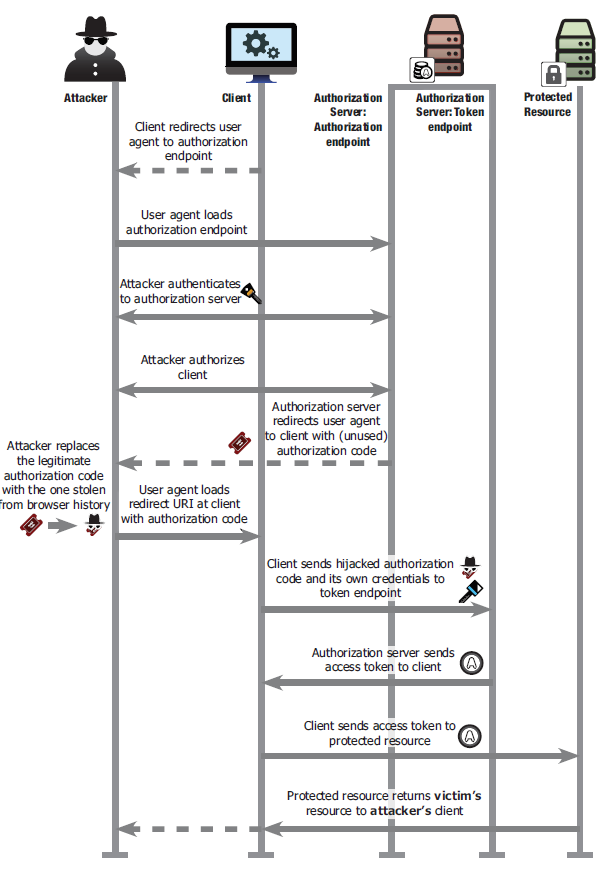 Attacker
Client
Authorization
Server:
Authorization
endpoint
Authorization
Server: Token
endpoint
Protected
Resource
Client redirects user
agent to authorization
endpoint
User agent loads
authorization endpoint
Attacker authenticates
to authorization server
Attacker authorizes
client
Authorization server
redirects user agent
to client with (unused)
authorization code
Attacker replaces
the legitimate
authorization code
with the one stolen
from browser history
User agent loads
redirect URI at client
with authorization code
Client sends hijacked authorization
code and its own credentials to
token endpoint
Authorization server sends
access token to client
A
Client sends access token to
protected resource
A
Protected resource returns victim's
resource to attacker's client